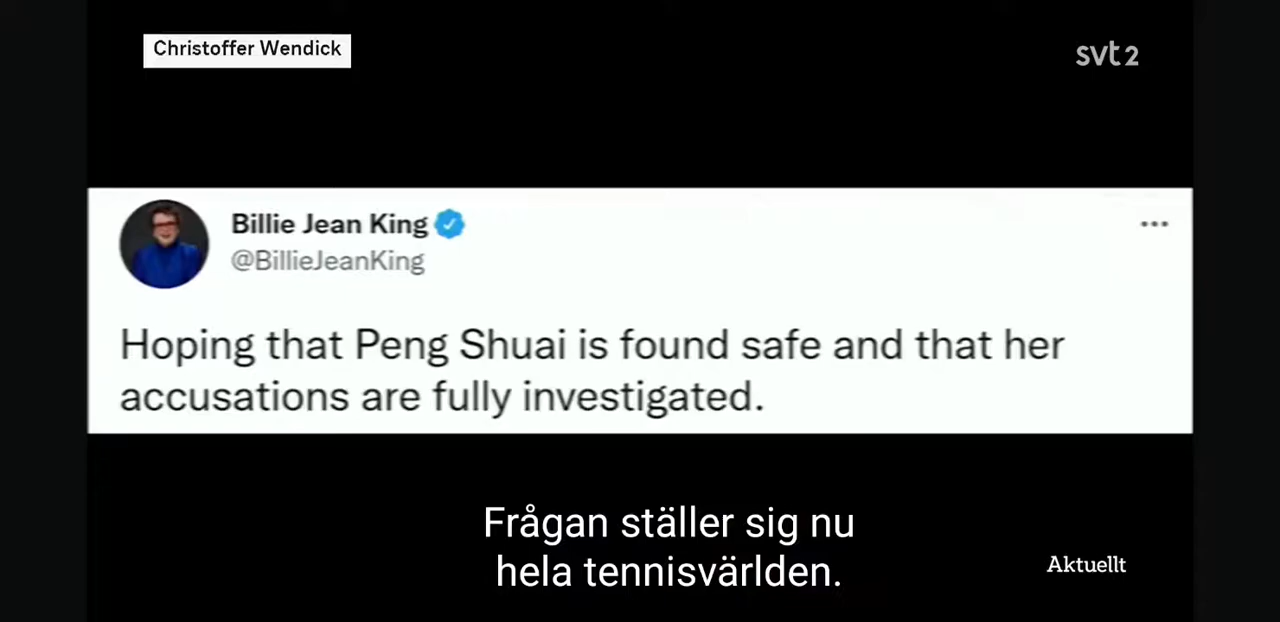 Christoffer Wendick
svt2
Billie Jean King
@BillieJeanKing
Hoping that Peng Shuai is found safe and that her
accusations are fully investigated.
Frågan ställer sig nu
hela tennisvärlden.
Aktuellt